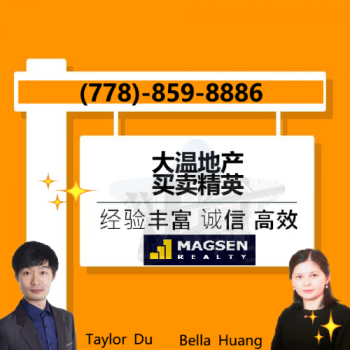 (778)-859-8886
大温地产
买卖精英
经验丰富 诚信 高效
MAGSEN
REALTY
Taylor Du
Bella Huang